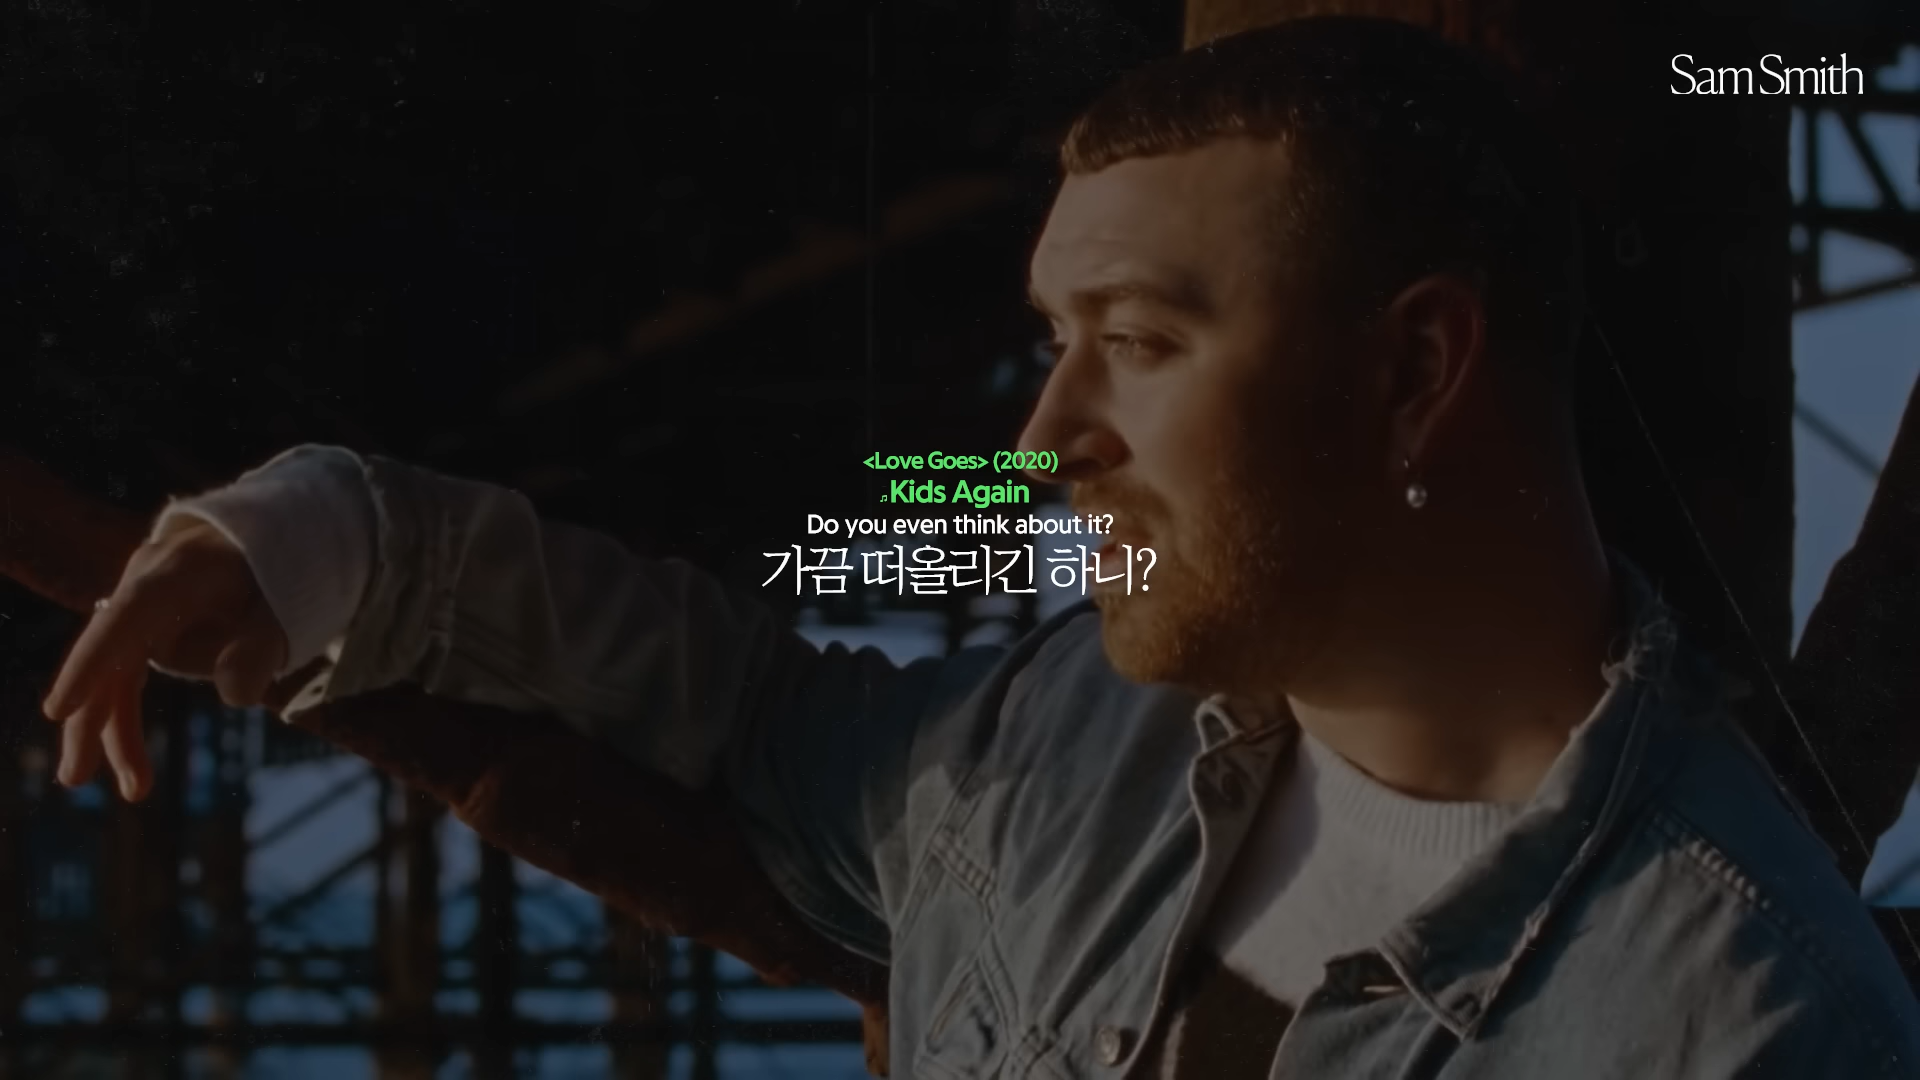 Sam Smith
<Love Goes> (2020)
♬Kids Again
Do you even think about it?
가끔 떠올리긴 하니?